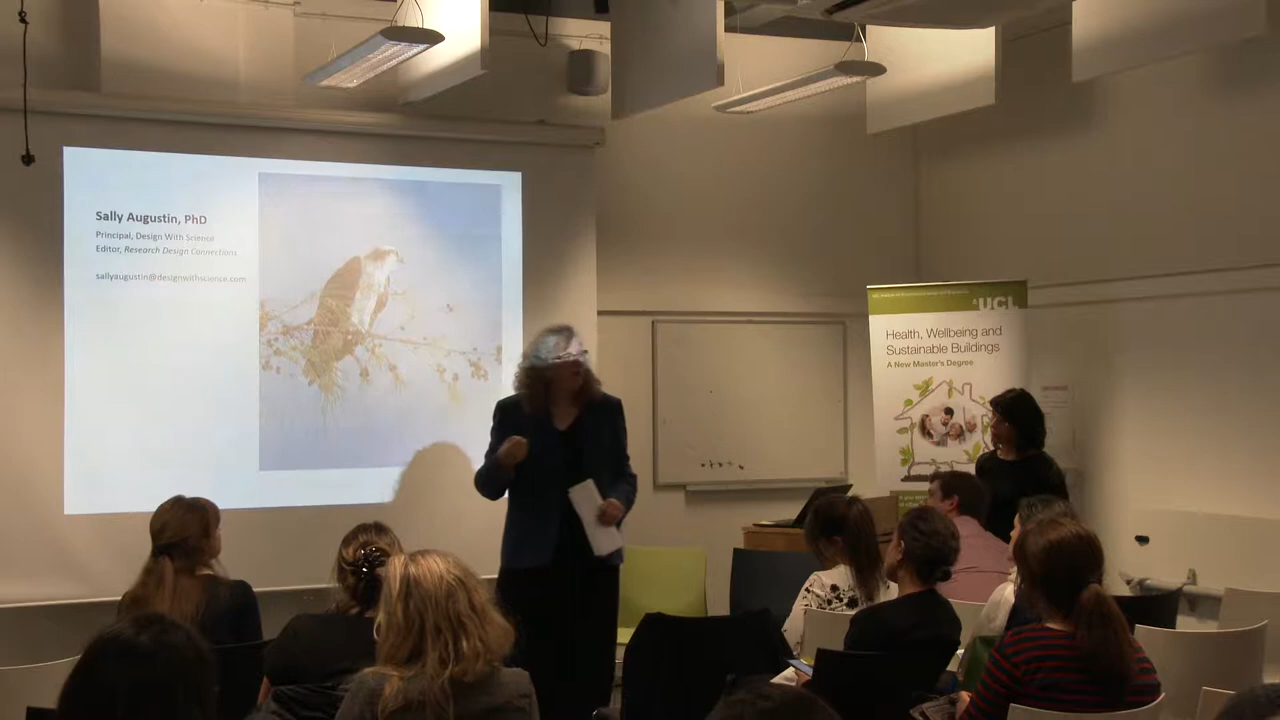 Sally Augustin, PhD
Principal, Design With Science
Editor, Research Design Connections
sallyaugustin@designwithscience.com
UCL
Health, Wellbeing and
Sustainable Buildings
A New Master's Degree